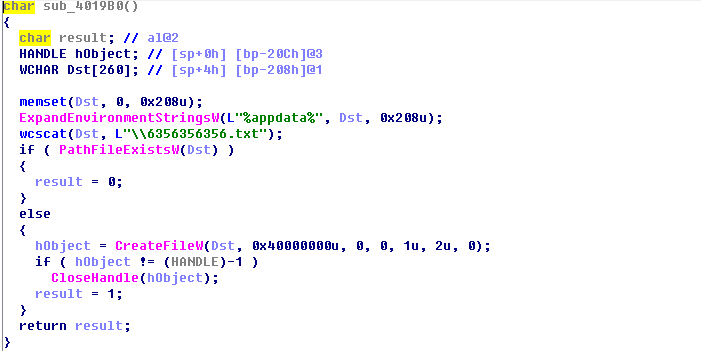 char sub_4019B0()
{
  char result; // al@2
  HANDLE hObject; // [sp+0h] [bp-20Ch]@3
  WCHAR Dst[260]; // [sp+4h] [bp-208h]@1

  memset(Dst, 0, 0x208u);
  ExpandEnvironmentStringsW(L"%appdata%", Dst, 0x208u);
  wcscat(Dst, L"\\6356356356.txt");
  if ( PathFileExistsW(Dst) )
  {
    result = 0;
  }
  else
  {
    hObject = CreateFileW(Dst, 0x40000000u, 0, 0, 1u, 2u, 0);
    if ( hObject != (HANDLE)-1 )
      CloseHandle(hObject);
    result = 1;
  }
  return result;
}